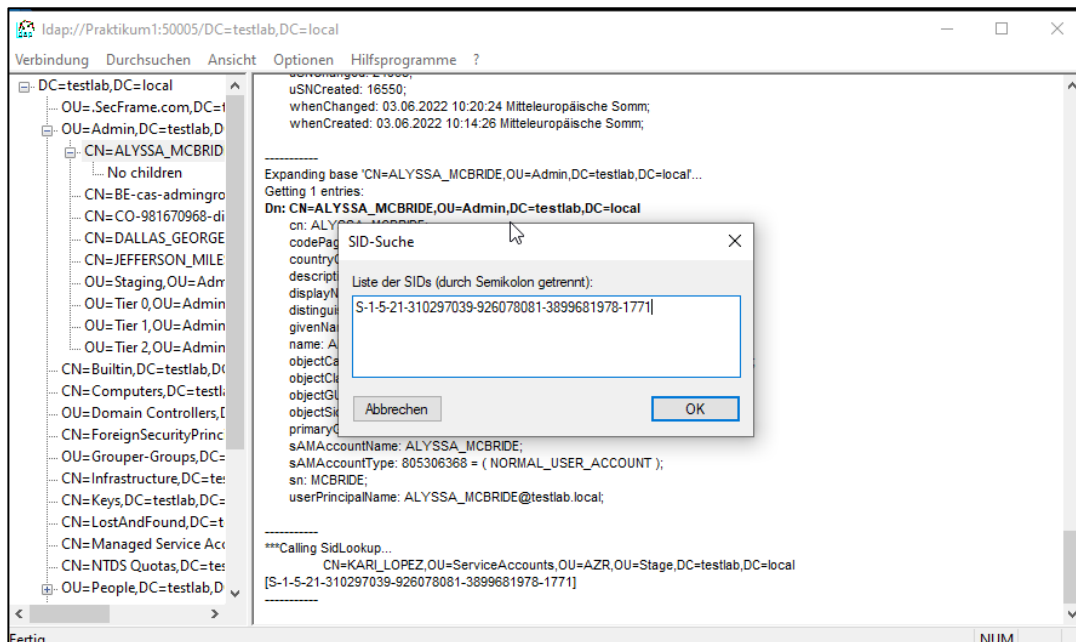 ldap://Praktikum1:50005/DC=testlab,DC=local
Verbindung Durchsuchen Ansicht Optionen Hilfsprogramme ?
DC=testlab,DC=local
OU=.SecFrame.com,DC=t
OU=Admin,DC=testlab,D
CN=ALYSSA_MCBRID
No children
CN=BE-cas-admingro
CN=CO-981670968-di
CN=DALLAS_GEORGE
CN=JEFFERSON_MILE
OU=Staging,OU=Adm
OU=Tier 0,OU=Admin
OU=Tier 1,OU=Admin
OU=Tier 2,OU=Admin
CN=Builtin,DC=testlab,DC
CN=Computers,DC=testla
OU=Domain Controllers,D
CN=ForeignSecurityPrinc
OU=Grouper-Groups,DC=
CN=Infrastructure,DC=tes
CN=Keys,DC=testlab,DC=
CN=LostAndFound,DC=t
CN=Managed Service Acc
CN=NTDS Quotas,DC=tes
OU=People,DC=testlab,D
uSNCreated: 16550;
whenChanged: 03.06.2022 10:20:24 Mitteleuropäische Somm;
whenCreated: 03.06.2022 10:14:26 Mitteleuropäische Somm;
-----------
Expanding base 'CN=ALYSSA_MCBRIDE,OU=Admin,DC=testlab,DC=local'...
Getting 1 entries:
Dn: CN=ALYSSA_MCBRIDE,OU=Admin,DC=testlab,DC=local
cn: ALY
codePag
country
descripti
displayN
distinguis
givenNa
name: A
objectCa
objectCla
objectGU
objectSid
primaryG
sAMAccountName: ALYSSA_MCBRIDE;
sAMAccountType: 805306368 = ( NORMAL_USER_ACCOUNT );
sn: MCBRIDE;
userPrincipalName: ALYSSA_MCBRIDE@testlab.local;
-----------
***Calling SidLookup...
CN=KARI_LOPEZ,OU=ServiceAccounts,OU=AZR,OU=Stage,DC=testlab,DC=local
[S-1-5-21-310297039-926078081-3899681978-1771]
-----------
SID-Suche
Liste der SIDs (durch Semikolon getrennt):
S-1-5-21-310297039-926078081-3899681978-1771
Abbrechen OK
Fertig NUM